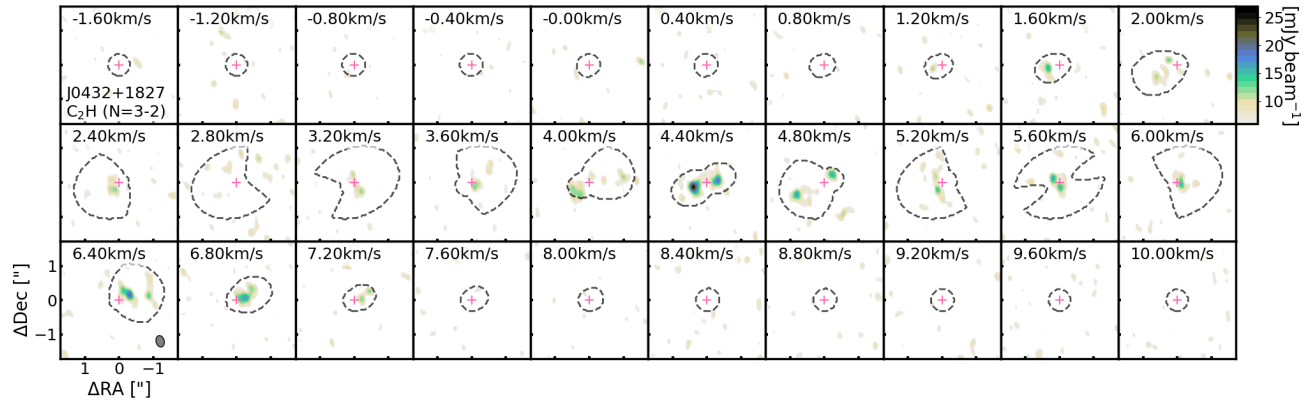 -1.60km/s -1.20km/s -0.80km/s -0.40km/s -0.00km/s 0.40km/s 0.80km/s 1.20km/s 1.60km/s 2.00km/s
J0432+1827
C₂H (N=3-2)
25
20
15
10
[mJy beam⁻¹]
2.40km/s 2.80km/s 3.20km/s 3.60km/s 4.00km/s 4.40km/s 4.80km/s 5.20km/s 5.60km/s 6.00km/s
6.40km/s 6.80km/s 7.20km/s 7.60km/s 8.00km/s 8.40km/s 8.80km/s 9.20km/s 9.60km/s 10.00km/s
1
0
−1
ΔDec ["]
1 0 −1
ΔRA ["]